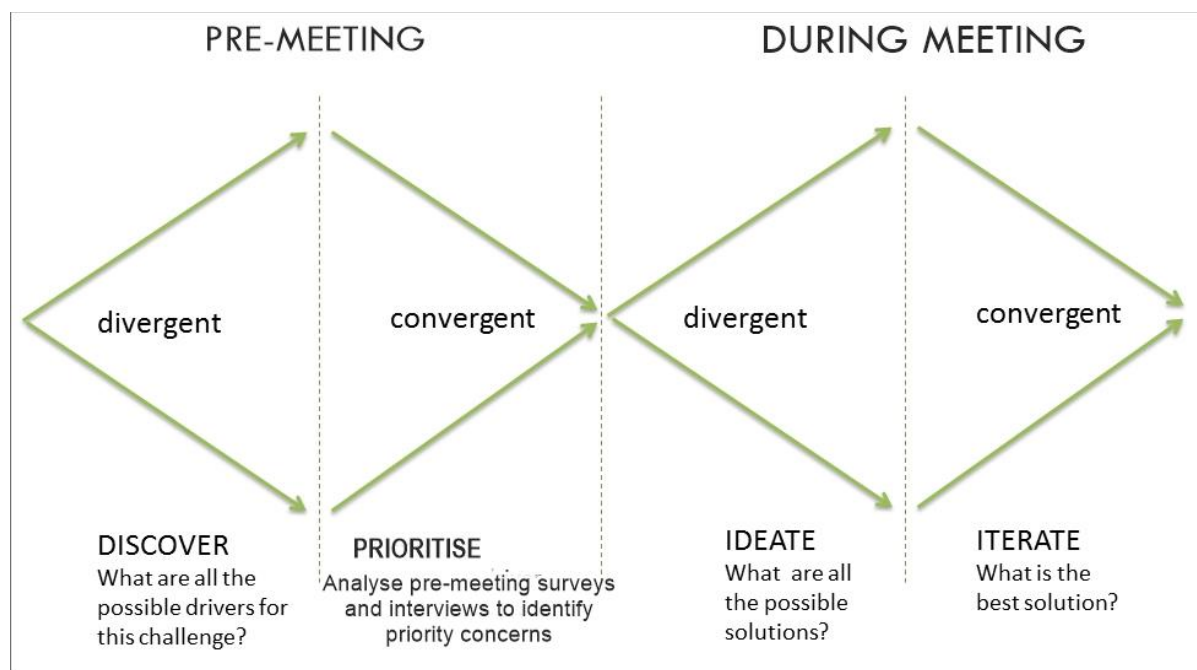 PRE-MEETING
DURING MEETING
divergent
convergent
divergent
convergent
DISCOVER
What are all the
possible drivers for
this challenge?
PRIORITISE
Analyse pre-meeting surveys
and interviews to identify
priority concerns
IDEATE
What are all
the possible
solutions?
ITERATE
What is the
best solution?